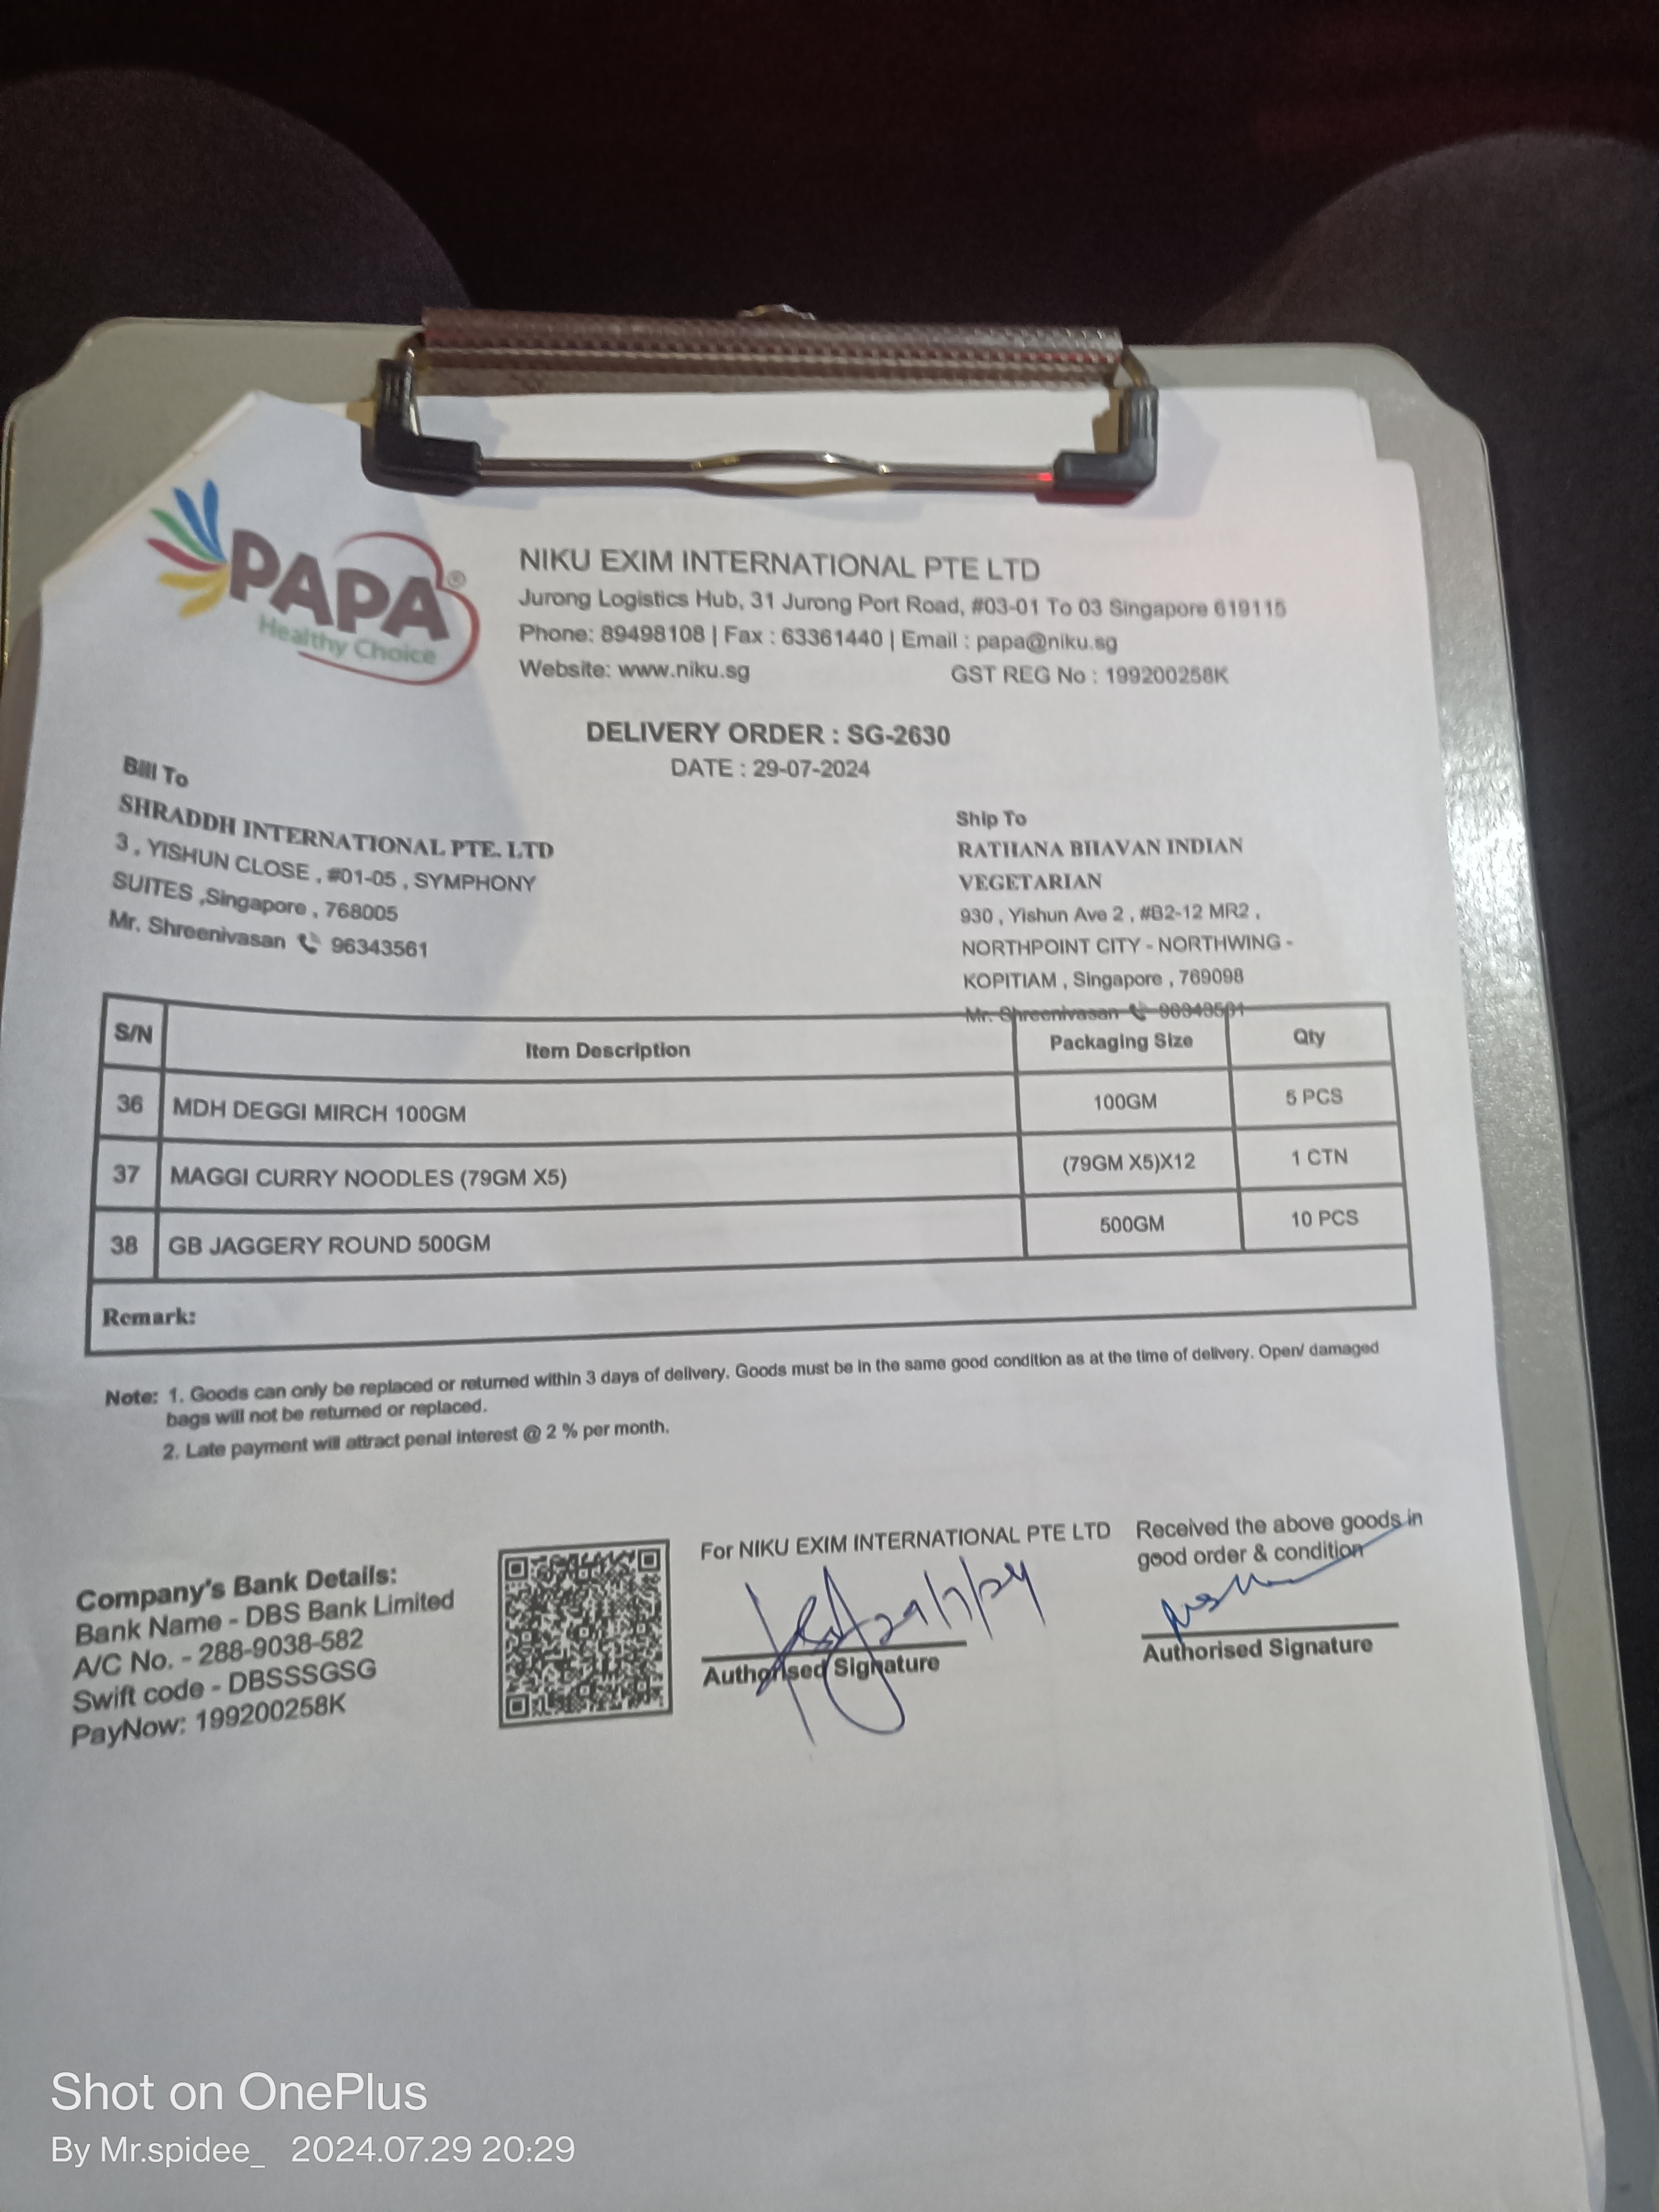 PAPA®
Healthy Choice
NIKU EXIM INTERNATIONAL PTE LTD
Jurong Logistics Hub, 31 Jurong Port Road, #03-01 To 03 Singapore 619115
Phone: 89498108 | Fax : 63361440 | Email : papa@niku.sg
Website: www.niku.sg GST REG No : 199200258K
DELIVERY ORDER : SG-2630
DATE : 29-07-2024
Bill To
SHRADDH INTERNATIONAL PTE. LTD
3 , YISHUN CLOSE , #01-05 , SYMPHONY
SUITES ,Singapore , 768005
Mr. Shreenivasan 96343561
Ship To
RATHANA BHAVAN INDIAN
VEGETARIAN
930 , Yishun Ave 2 , #B2-12 MR2 ,
NORTHPOINT CITY - NORTHWING -
KOPITIAM , Singapore , 769098
Mr. Shreenivasan 96343561
S/N Item Description Packaging Size Qty
36 MDH DEGGI MIRCH 100GM 100GM 5 PCS
37 MAGGI CURRY NOODLES (79GM X5) (79GM X5)X12 1 CTN
38 GB JAGGERY ROUND 500GM 500GM 10 PCS
Remark:
Note: 1. Goods can only be replaced or returned within 3 days of delivery. Goods must be in the same good condition as at the time of delivery. Open/ damaged
bags will not be returned or replaced.
2. Late payment will attract penal interest @ 2 % per month.
Company's Bank Details:
Bank Name - DBS Bank Limited
A/C No. - 288-9038-582
Swift code - DBSSSGSG
PayNow: 199200258K
For NIKU EXIM INTERNATIONAL PTE LTD
29/7/24
Authorised Signature
Received the above goods in
good order & condition
Authorised Signature
Shot on OnePlus
By Mr.spidee_ 2024.07.29 20:29